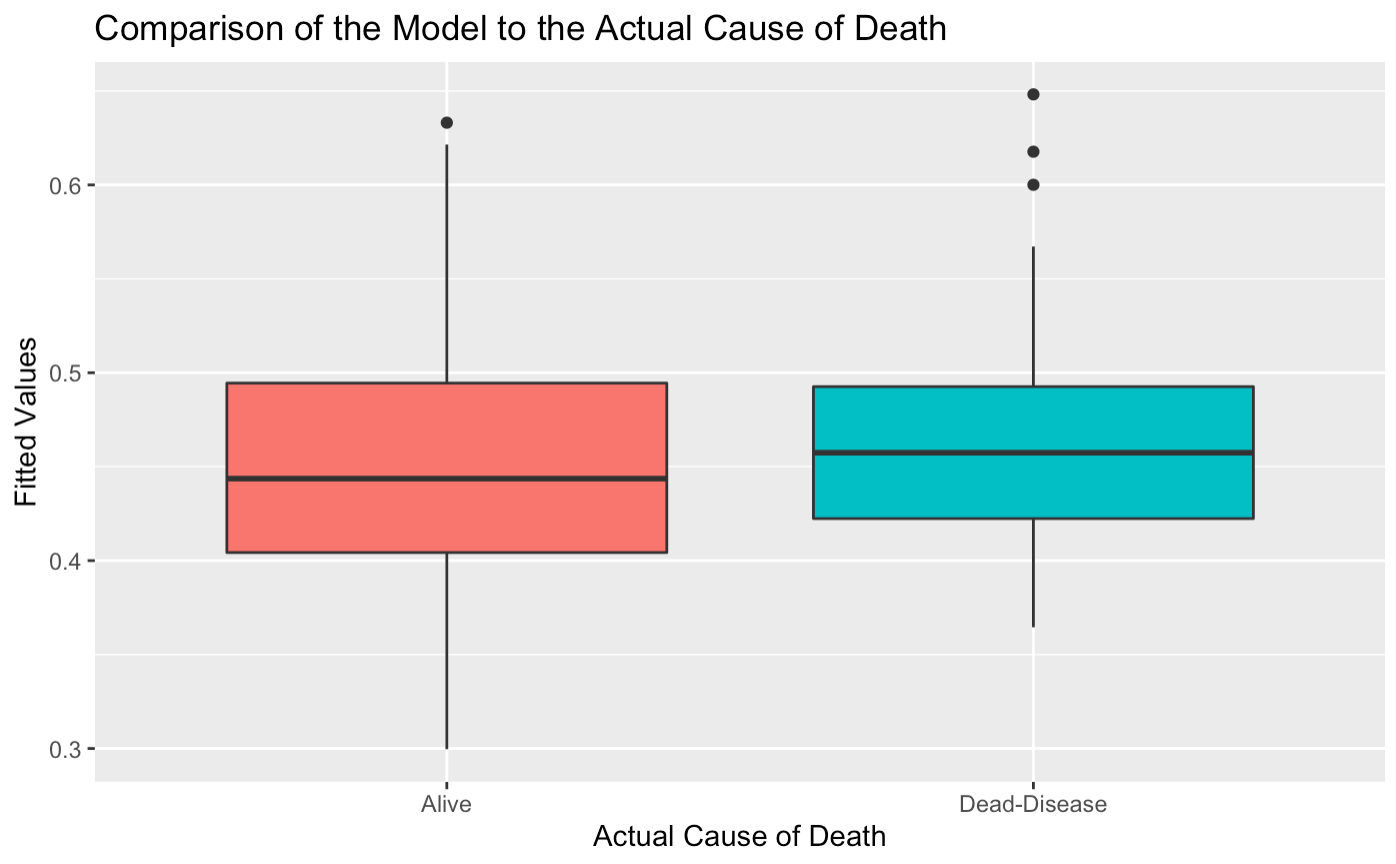 Comparison of the Model to the Actual Cause of Death
Fitted Values
0.6
0.5
0.4
0.3
Alive
Dead-Disease
Actual Cause of Death